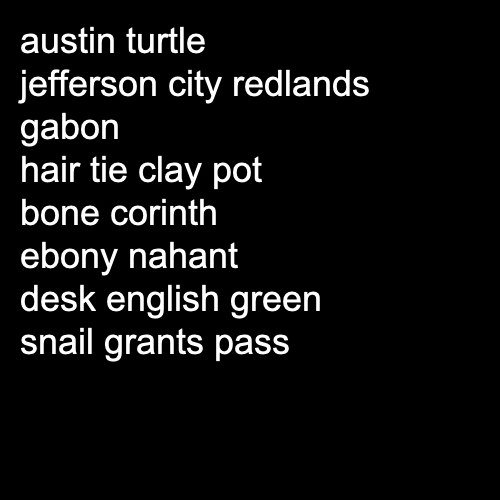 austin turtle
jefferson city redlands
gabon
hair tie clay pot
bone corinth
ebony nahant
desk english green
snail grants pass